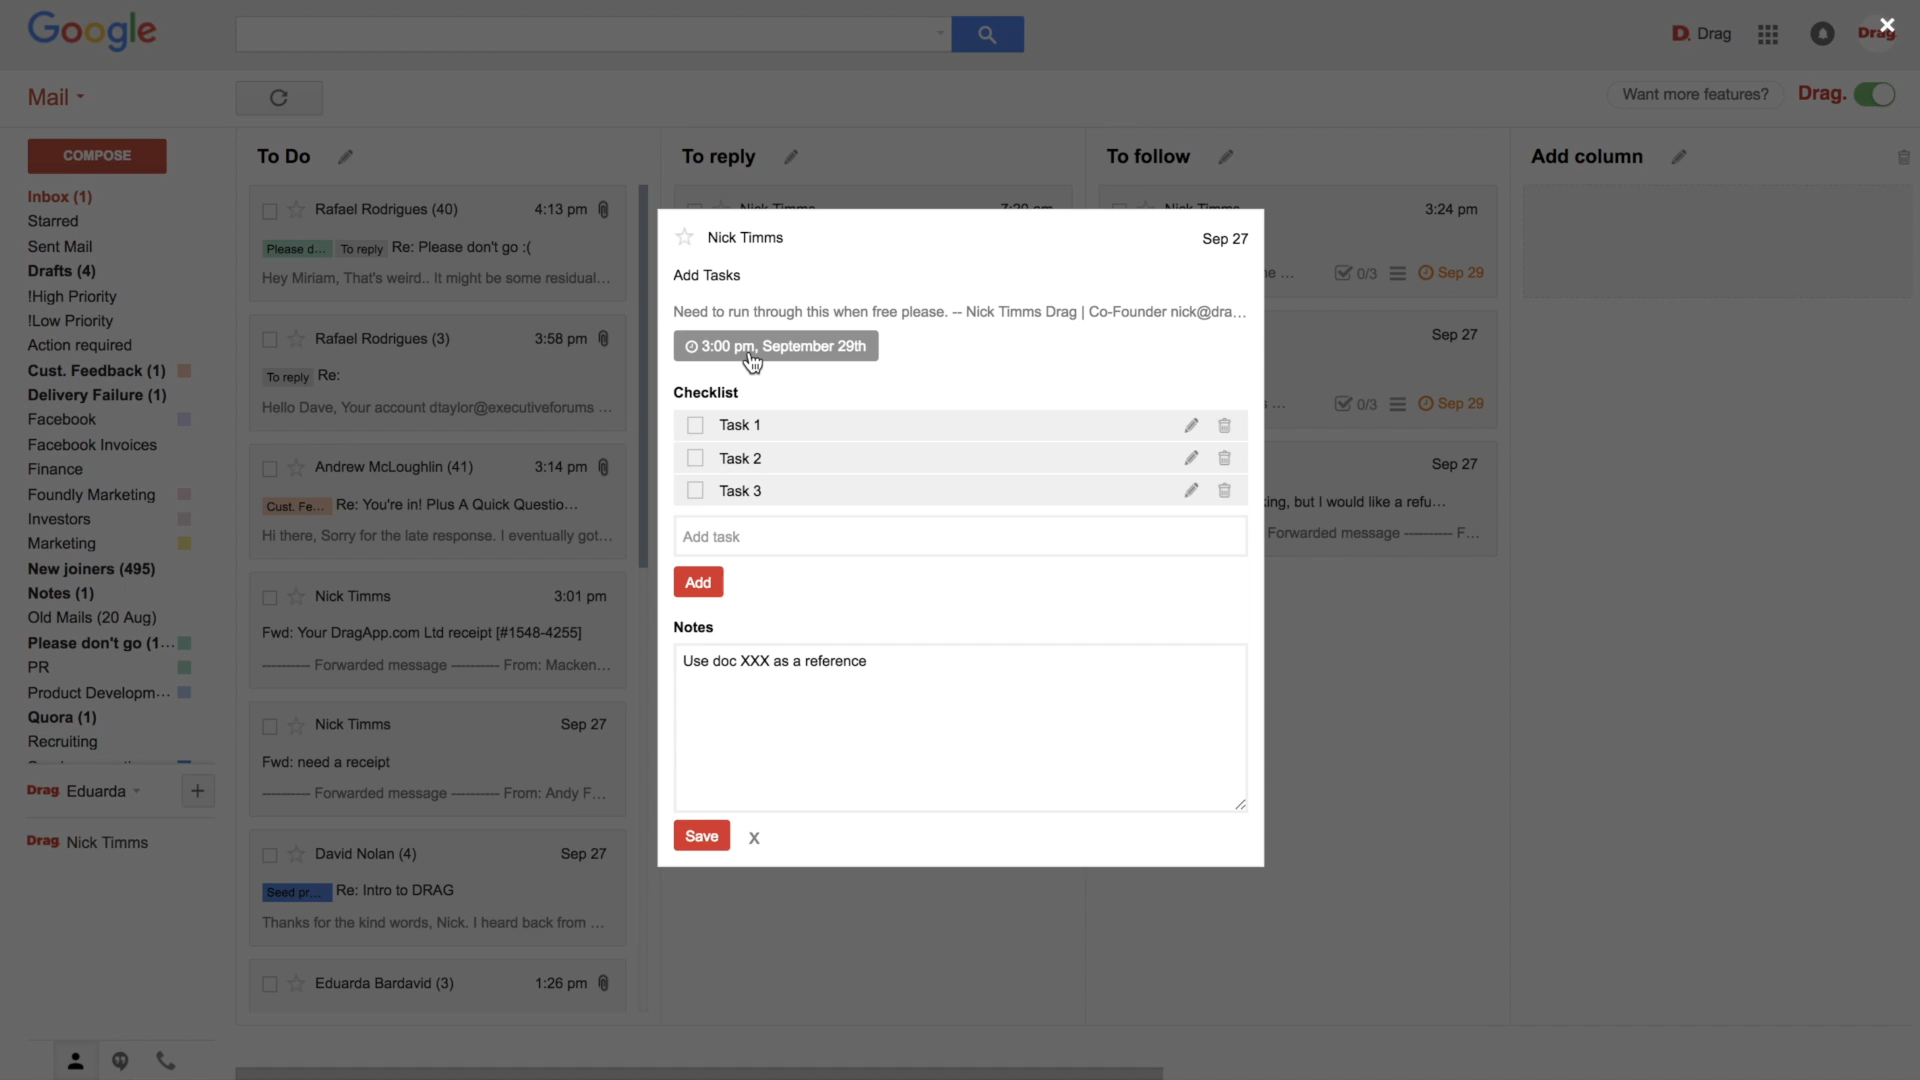 Google
D. Drag
Drag
Mail
Want more features?
Drag.
COMPOSE
Inbox (1)
Starred
Sent Mail
Drafts (4)
!High Priority
!Low Priority
Action required
Cust. Feedback (1)
Delivery Failure (1)
Facebook
Facebook Invoices
Finance
Foundly Marketing
Investors
Marketing
New joiners (495)
Notes (1)
Old Mails (20 Aug)
Please don't go (1...
PR
Product Developm...
Quora (1)
Recruiting
Drag Eduarda
+
Drag Nick Timms
To Do
Rafael Rodrigues (40) 4:13 pm
Please d... To reply Re: Please don't go :(
Hey Miriam, That's weird.. It might be some residual...
Rafael Rodrigues (3) 3:58 pm
To reply Re:
Hello Dave, Your account dtaylor@executiveforums ...
Andrew McLoughlin (41) 3:14 pm
Cust. Fe... Re: You're in! Plus A Quick Questio...
Hi there, Sorry for the late response. I eventually got...
Nick Timms 3:01 pm
Fwd: Your DragApp.com Ltd receipt [#1548-4255]
---------- Forwarded message ---------- From: Macken...
Nick Timms Sep 27
Fwd: need a receipt
---------- Forwarded message ---------- From: Andy F...
David Nolan (4) Sep 27
Seed pr... Re: Intro to DRAG
Thanks for the kind words, Nick. I heard back from ...
Eduarda Bardavid (3) 1:26 pm
To reply
Nick Timms
To follow
Nick Timms 3:24 pm
0/3 Sep 29
Sep 27
0/3 Sep 29
Sep 27
ing, but I would like a refu...
Forwarded message ---------- F...
Add column
Nick Timms Sep 27
Add Tasks
Need to run through this when free please. -- Nick Timms Drag | Co-Founder nick@dra...
3:00 pm, September 29th
Checklist
Task 1
Task 2
Task 3
Add task
Add
Notes
Use doc XXX as a reference
Save X